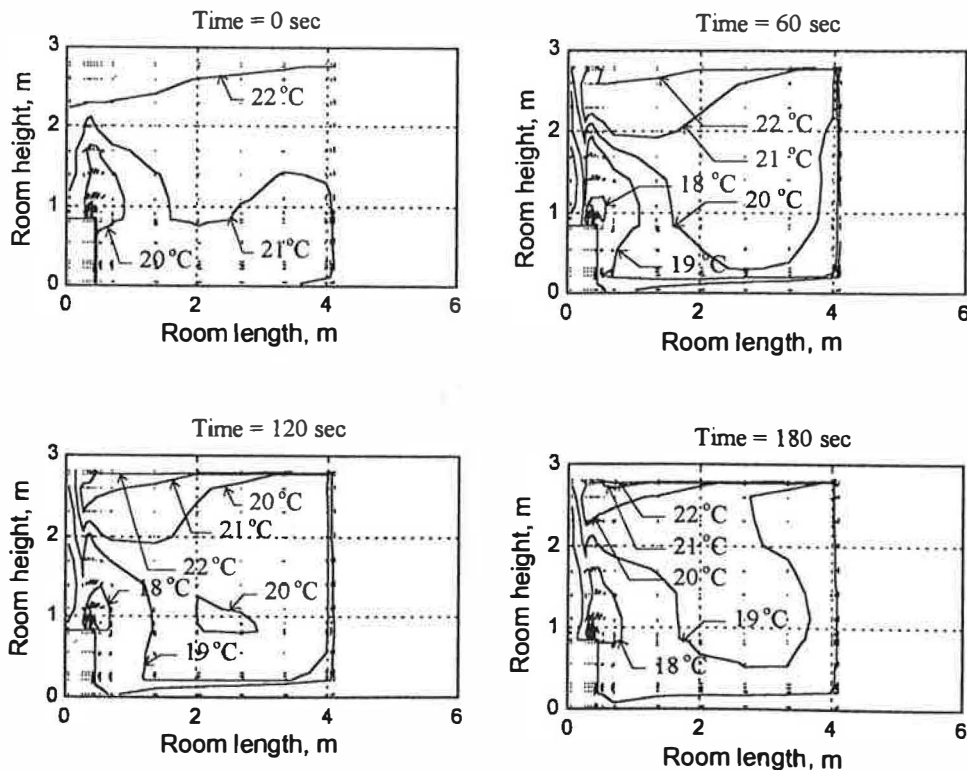 Time = 0 sec
3
2
1
0
Room height, m
22 °C
20 °C
21 °C
0
2
4
6
Room length, m
Time = 60 sec
3
2
1
0
Room height, m
22 °C
21 °C
18 °C
20 °C
19 °C
0
2
4
6
Room length, m
Time = 120 sec
3
2
1
0
Room height, m
20 °C
21 °C
22 °C
18 °C
20 °C
19 °C
0
2
4
6
Room length, m
Time = 180 sec
3
2
1
0
Room height, m
22 °C
21 °C
20 °C
19 °C
18 °C
0
2
4
6
Room length, m